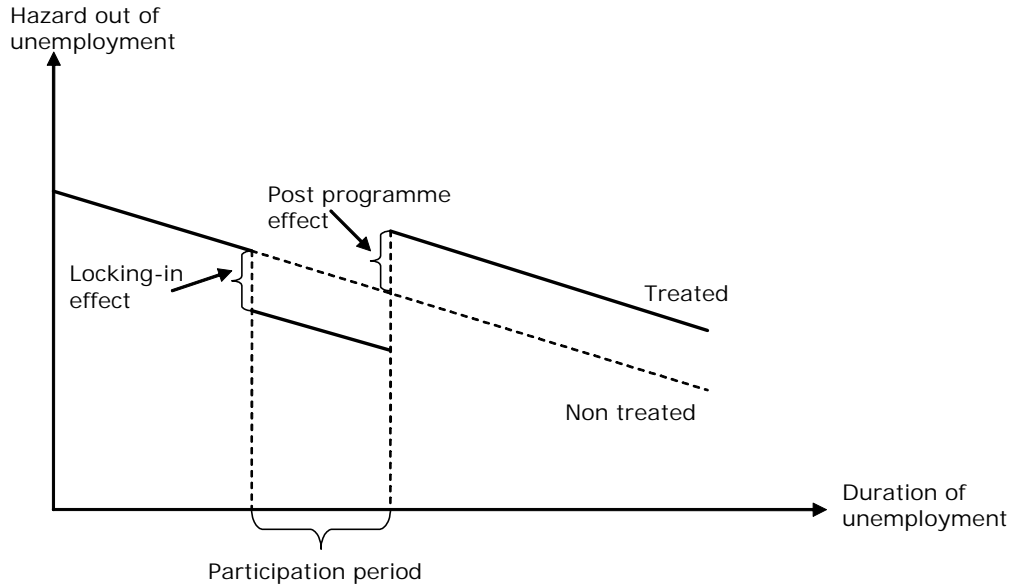 Hazard out of
unemployment
Post programme
effect
Locking-in
effect
Treated
Non treated
Duration of
unemployment
Participation period